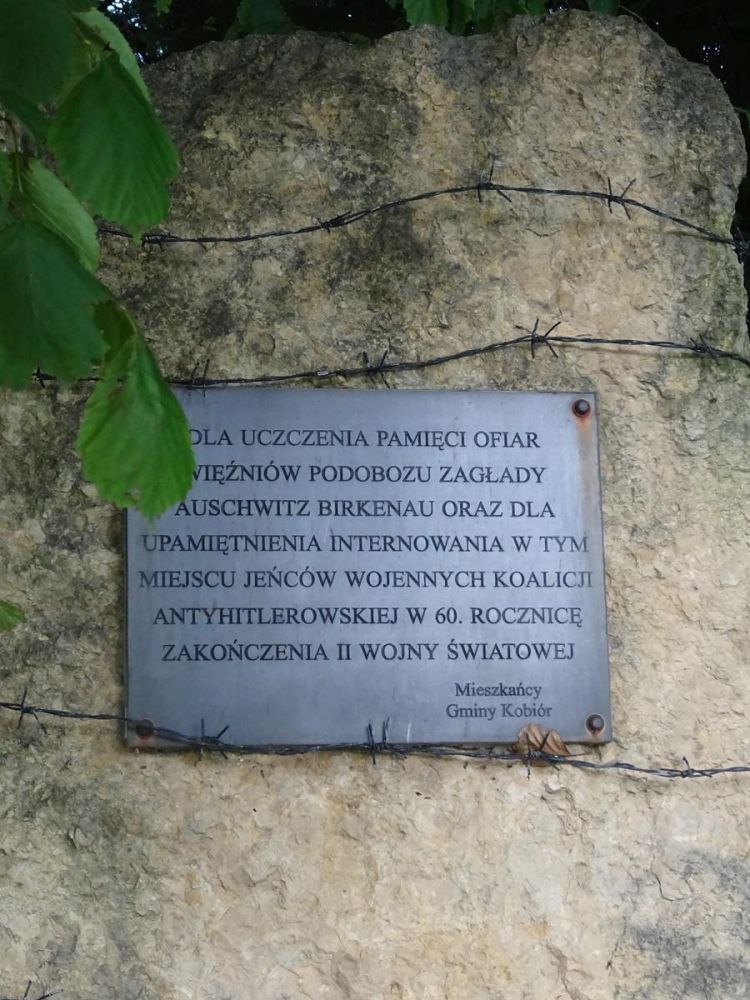 DLA UCZCZENIA PAMIĘCI OFIAR
WIĘŹNIÓW PODOBOZU ZAGŁADY
AUSCHWITZ BIRKENAU ORAZ DLA
UPAMIĘTNIENIA INTERNOWANIA W TYM
MIEJSCU JEŃCÓW WOJENNYCH KOALICJI
ANTYHITLEROWSKIEJ W 60. ROCZNICĘ
ZAKOŃCZENIA II WOJNY ŚWIATOWEJ
Mieszkańcy
Gminy Kobiór